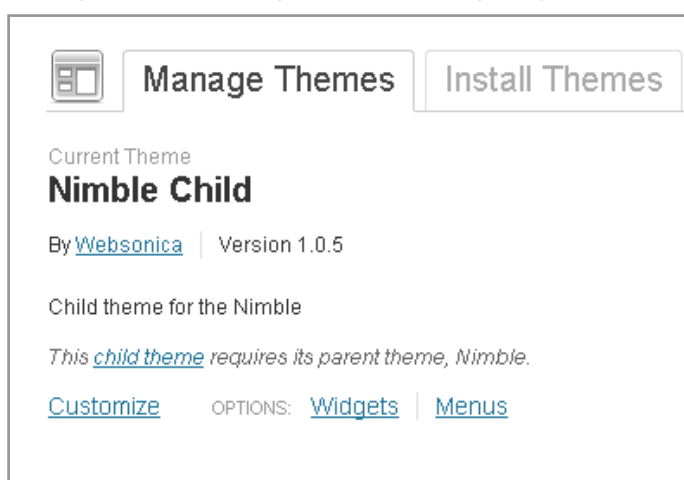 Manage Themes Install Themes
Current Theme
Nimble Child
By Websonica Version 1.0.5
Child theme for the Nimble
This child theme requires its parent theme, Nimble.
Customize OPTIONS: Widgets Menus